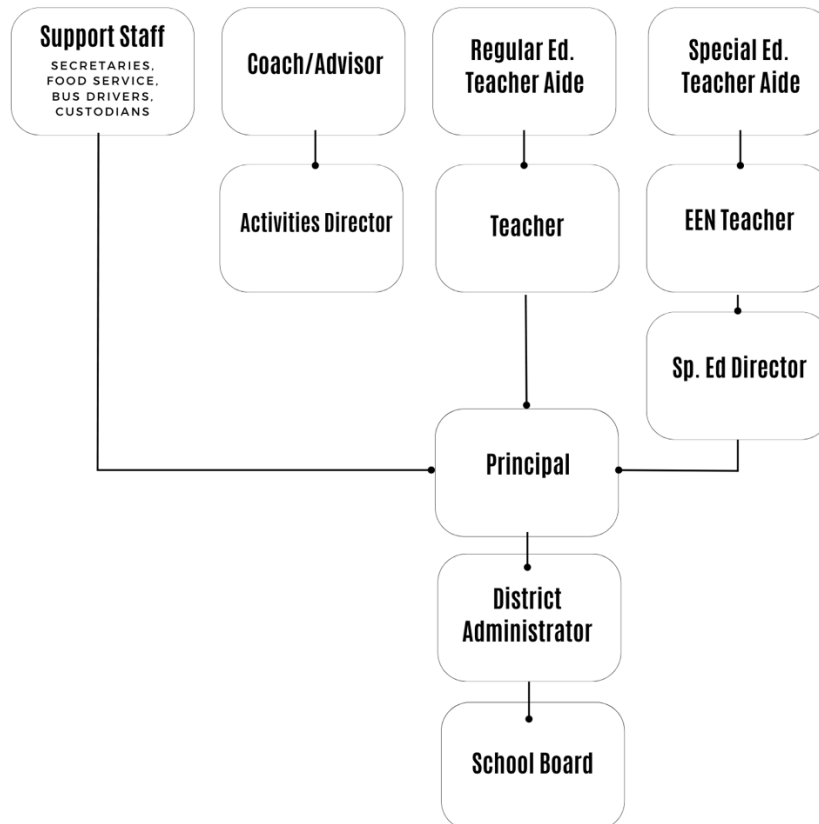 Support Staff
SECRETARIES,
FOOD SERVICE,
BUS DRIVERS,
CUSTODIANS
Coach/Advisor
Regular Ed.
Teacher Aide
Special Ed.
Teacher Aide
Activities Director
Teacher
EEN Teacher
Sp. Ed Director
Principal
District
Administrator
School Board